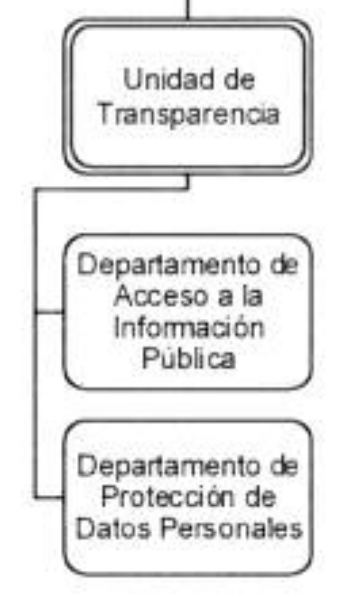 Unidad de
Transparencia
Departamento de
Acceso a la
Información
Pública
Departamento de
Protección de
Datos Personales